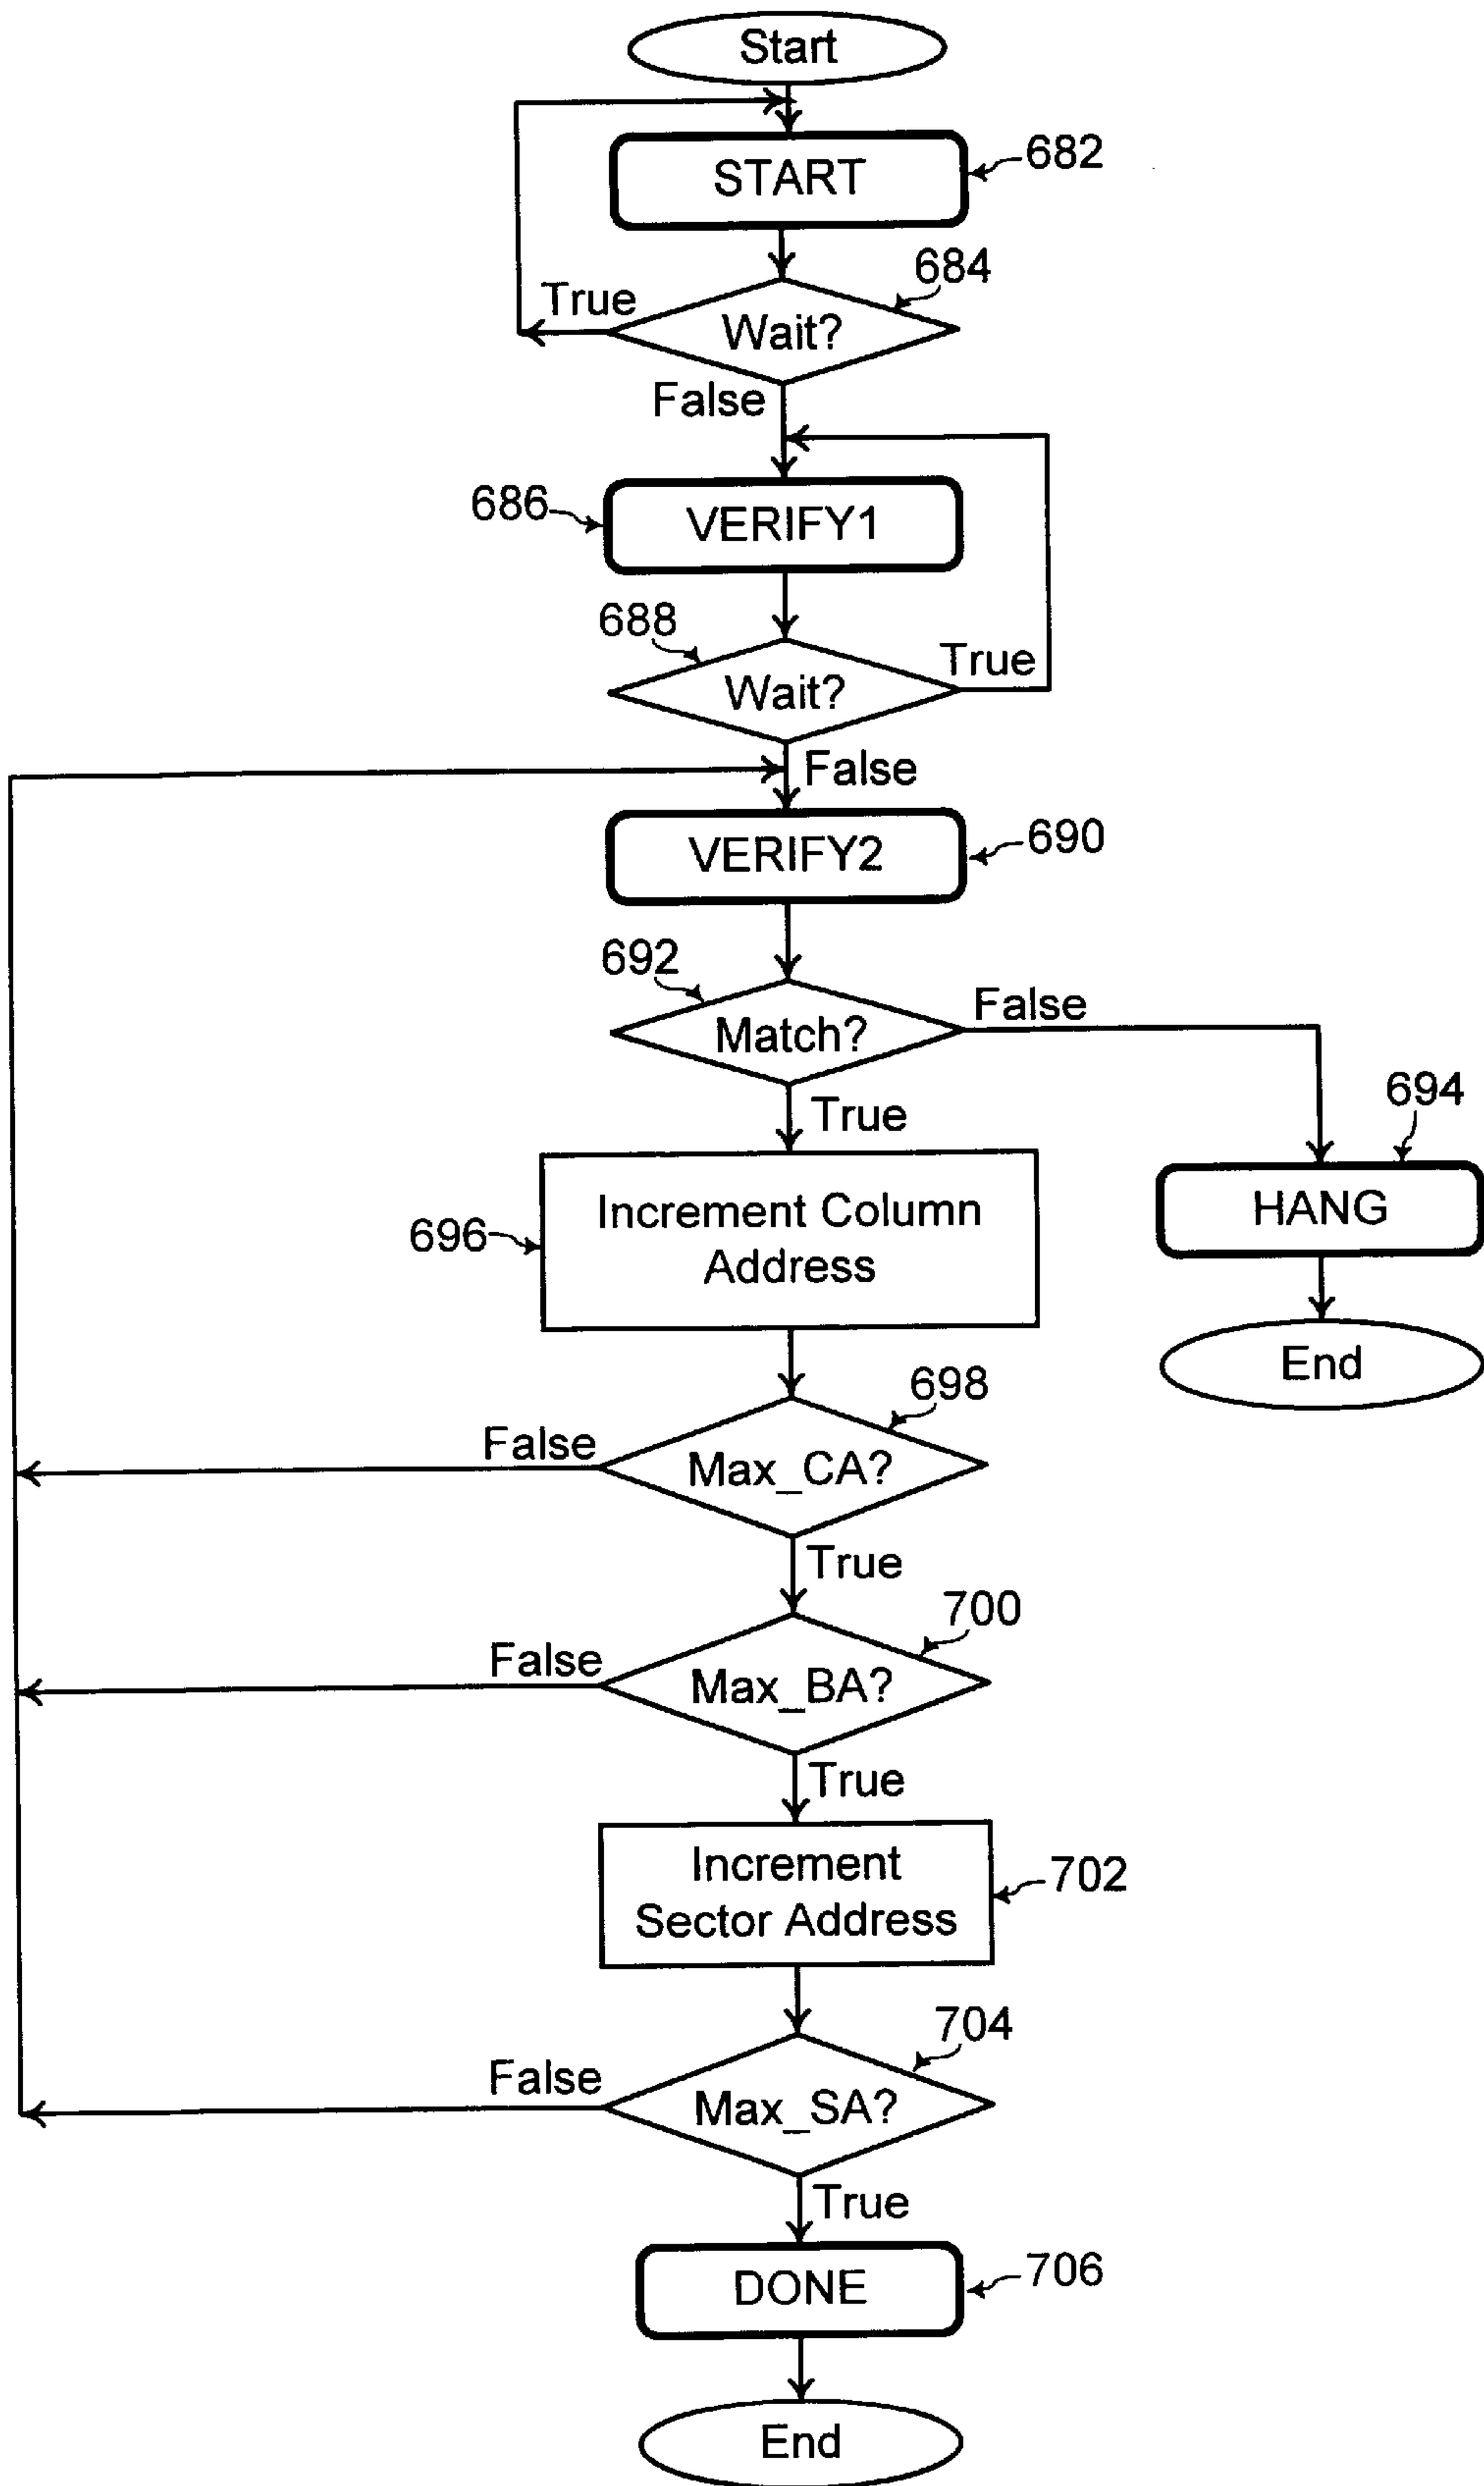 Start
START
682
684
True
Wait?
False
686
VERIFY1
688
True
Wait?
False
VERIFY2
690
692
False
Match?
694
True
HANG
696
Increment Column
Address
End
698
False
Max_CA?
True
700
False
Max_BA?
True
Increment
Sector Address
702
704
False
Max_SA?
True
DONE
706
End